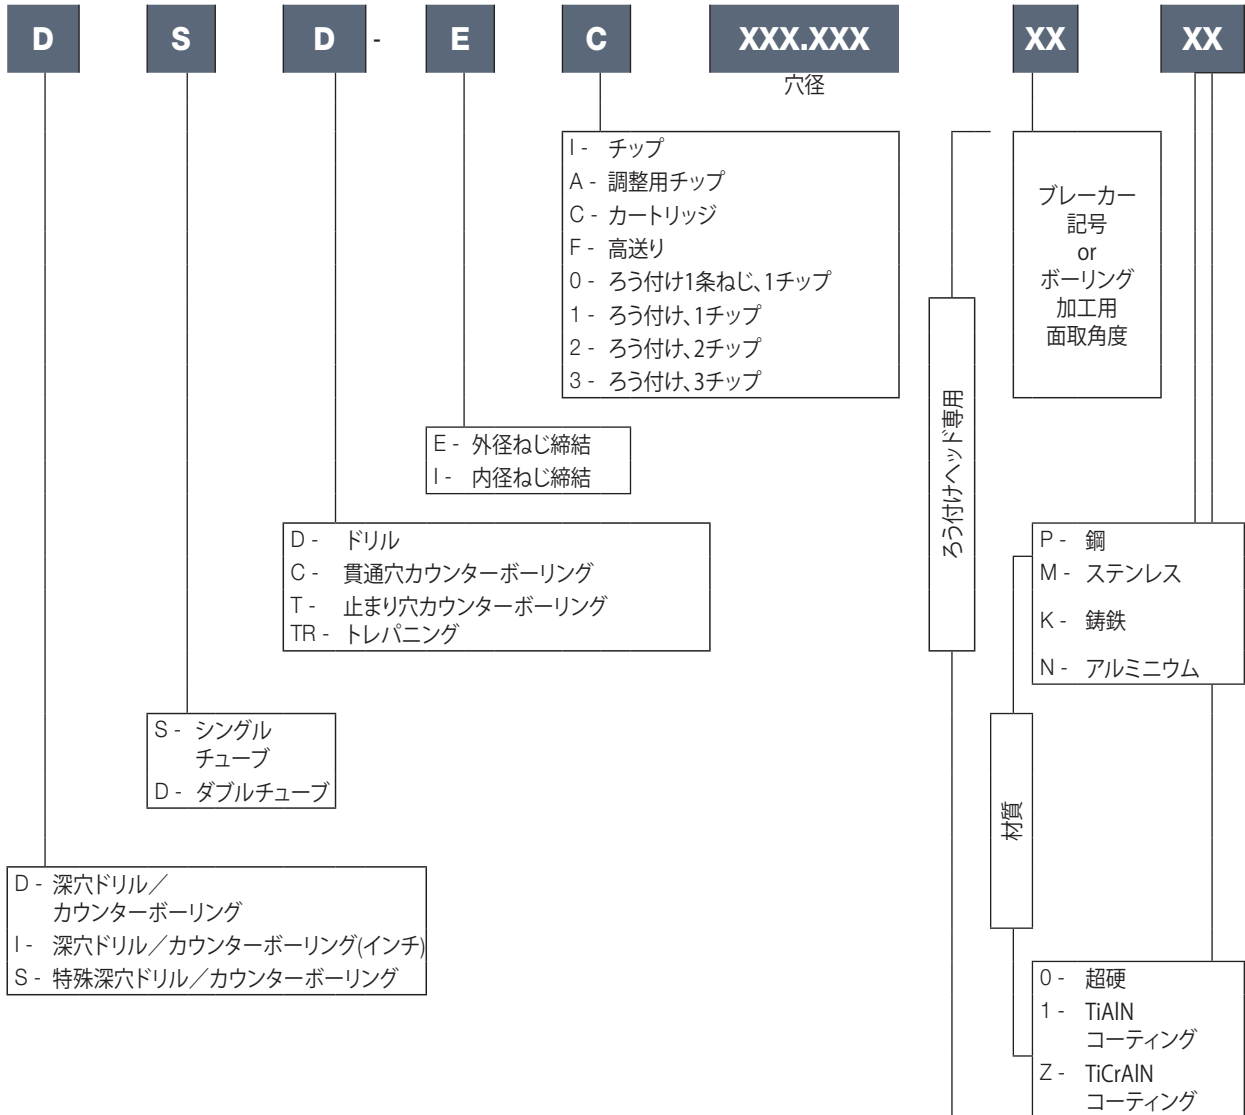 D S D - E C XXX.XXX XX XX
穴径
I - チップ
A - 調整用チップ
C - カートリッジ
F - 高送り
0 - ろう付け1条ねじ、1チップ
1 - ろう付け、1チップ
2 - ろう付け、2チップ
3 - ろう付け、3チップ
ブレーカー
記号
or
ボーリング
加工用
面取角度
ろう付けヘッド専用
E - 外径ねじ締結
I - 内径ねじ締結
D - ドリル
C - 貫通穴カウンターボーリング
T - 止まり穴カウンターボーリング
TR - トレパニング
P - 鋼
M - ステンレス
K - 鋳鉄
N - アルミニウム
S - シングル
チューブ
D - ダブルチューブ
材質
D - 深穴ドリル／
カウンターボーリング
I - 深穴ドリル／カウンターボーリング(インチ)
S - 特殊深穴ドリル／カウンターボーリング
0 - 超硬
1 - TiAlN
コーティング
Z - TiCrAlN
コーティング